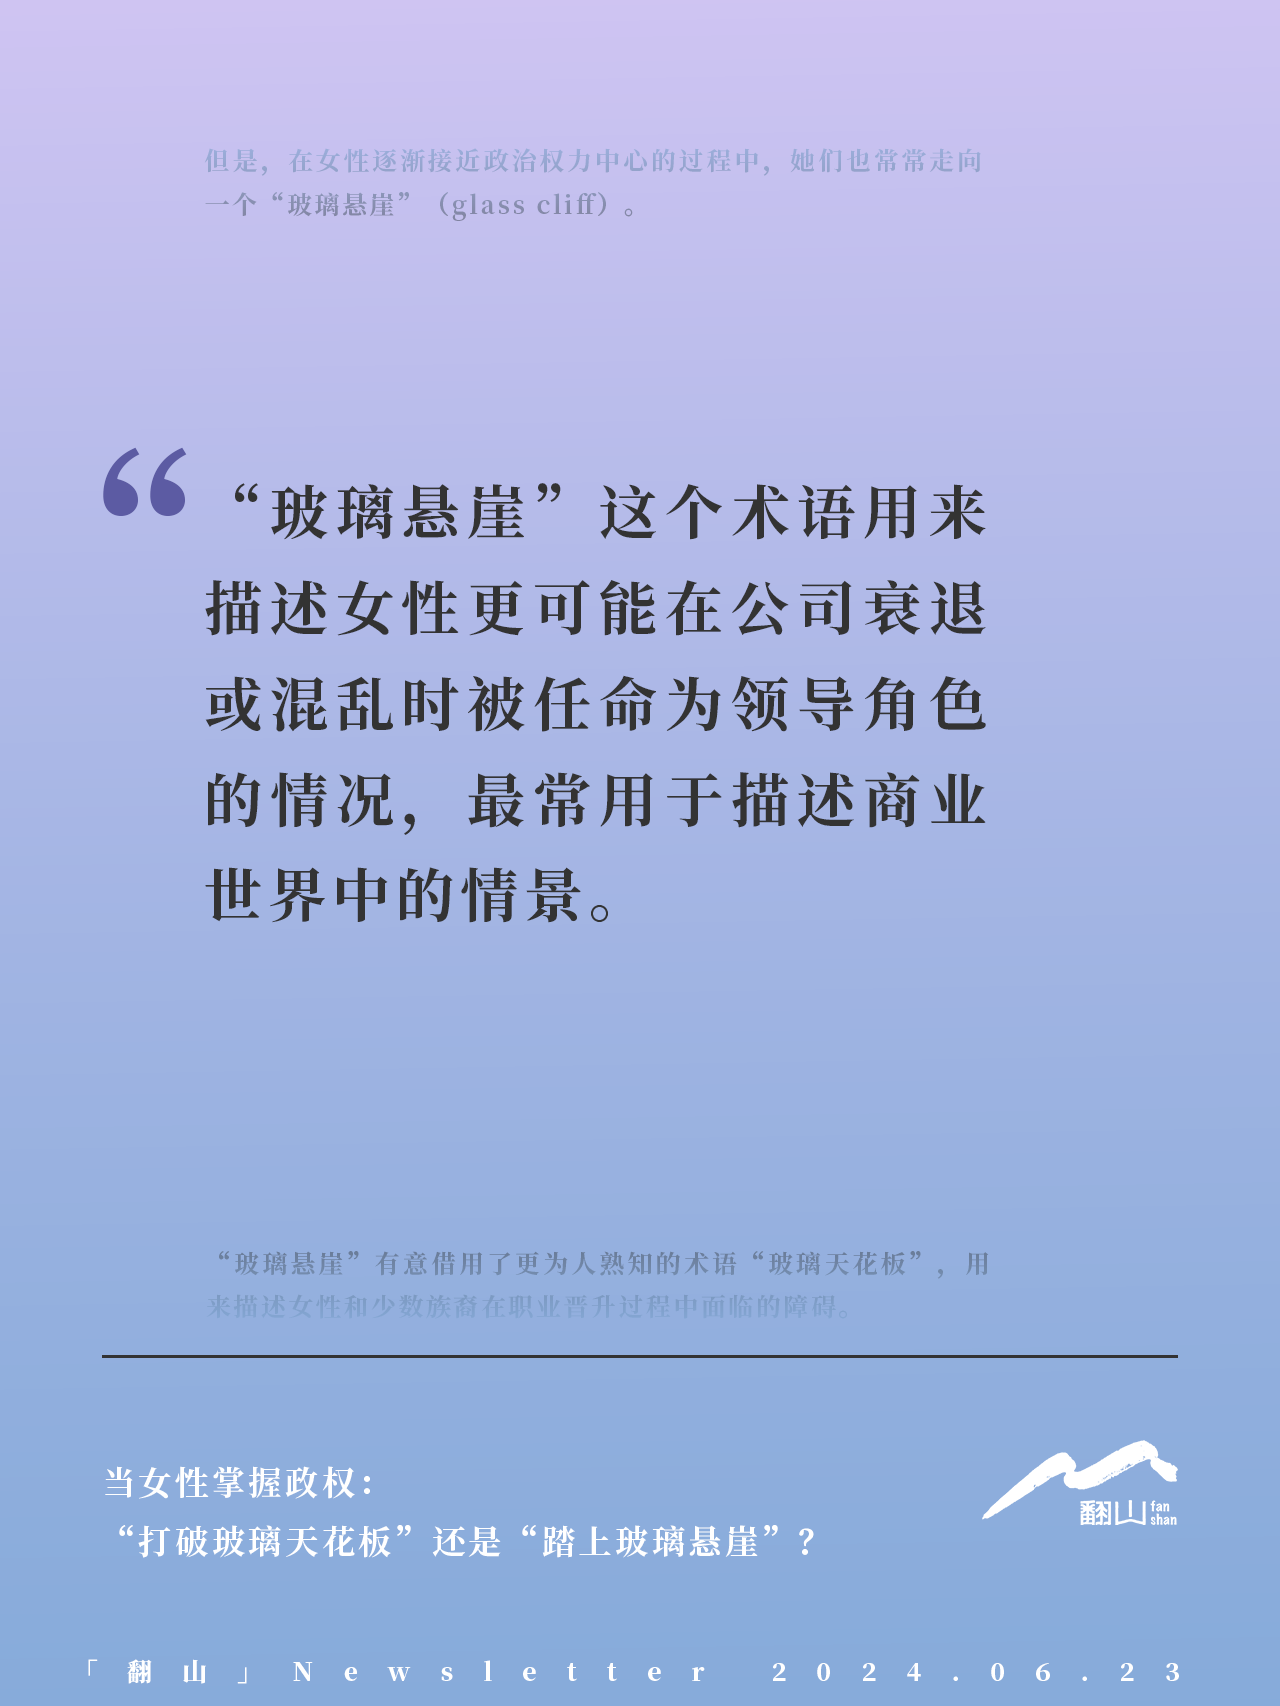 但是，在女性逐渐接近政治权力中心的过程中，她们也常常走向
一个“玻璃悬崖”（glass cliff）。
“玻璃悬崖”这个术语用来
描述女性更可能在公司衰退
或混乱时被任命为领导角色
的情况，最常用于描述商业
世界中的情景。
“玻璃悬崖”有意借用了更为人熟知的术语“玻璃天花板”，用
来描述女性和少数族裔在职业晋升过程中面临的障碍。
当女性掌握政权：
“打破玻璃天花板”还是“踏上玻璃悬崖”？
翻山 fan
shan
「翻山」Newsletter 2024.06.23